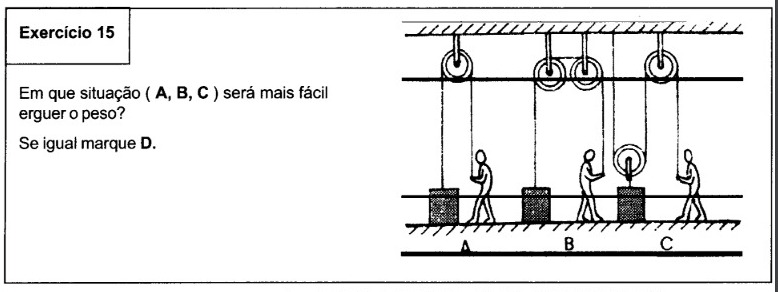 Exercício 15
Em que situação ( A, B, C ) será mais fácil
erguer o peso?
Se igual marque D.
A B C